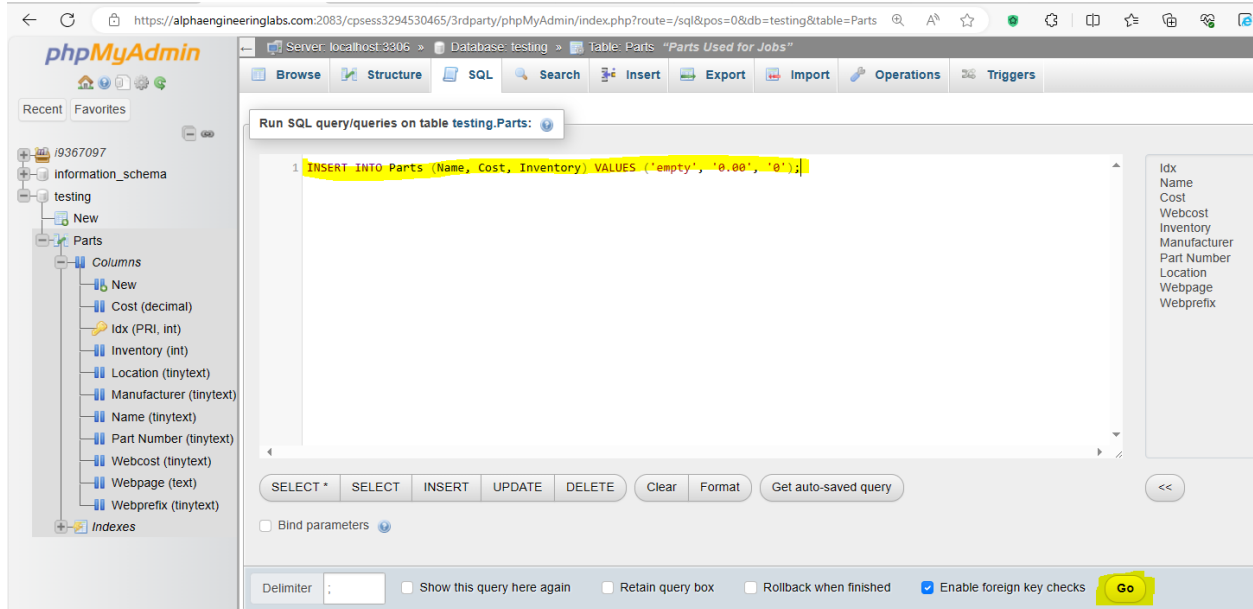 https://alphaengineeringlabs.com:2083/cpsess3294530465/3rdparty/phpMyAdmin/index.php?route=/sql&pos=0&db=testing&table=Parts
phpMyAdmin
Recent Favorites
i9367097
information_schema
testing
New
Parts
Columns
New
Cost (decimal)
Idx (PRI, int)
Inventory (int)
Location (tinytext)
Manufacturer (tinytext)
Name (tinytext)
Part Number (tinytext)
Webcost (tinytext)
Webpage (text)
Webprefix (tinytext)
Indexes
Server: localhost:3306 » Database: testing » Table: Parts "Parts Used for Jobs"
Browse Structure SQL Search Insert Export Import Operations Triggers
Run SQL query/queries on table testing.Parts:
1 INSERT INTO Parts (Name, Cost, Inventory) VALUES ('empty', '0.00', '0');
Idx
Name
Cost
Webcost
Inventory
Manufacturer
Part Number
Location
Webpage
Webprefix
SELECT * SELECT INSERT UPDATE DELETE Clear Format Get auto-saved query <<
Bind parameters
Delimiter ; Show this query here again Retain query box Rollback when finished Enable foreign key checks Go